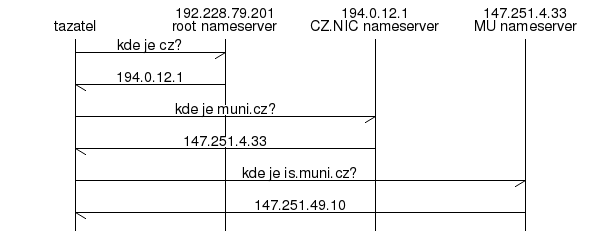 192.228.79.201 194.0.12.1 147.251.4.33
tazatel root nameserver CZ.NIC nameserver MU nameserver
kde je cz?
194.0.12.1
kde je muni.cz?
147.251.4.33
kde je is.muni.cz?
147.251.49.10